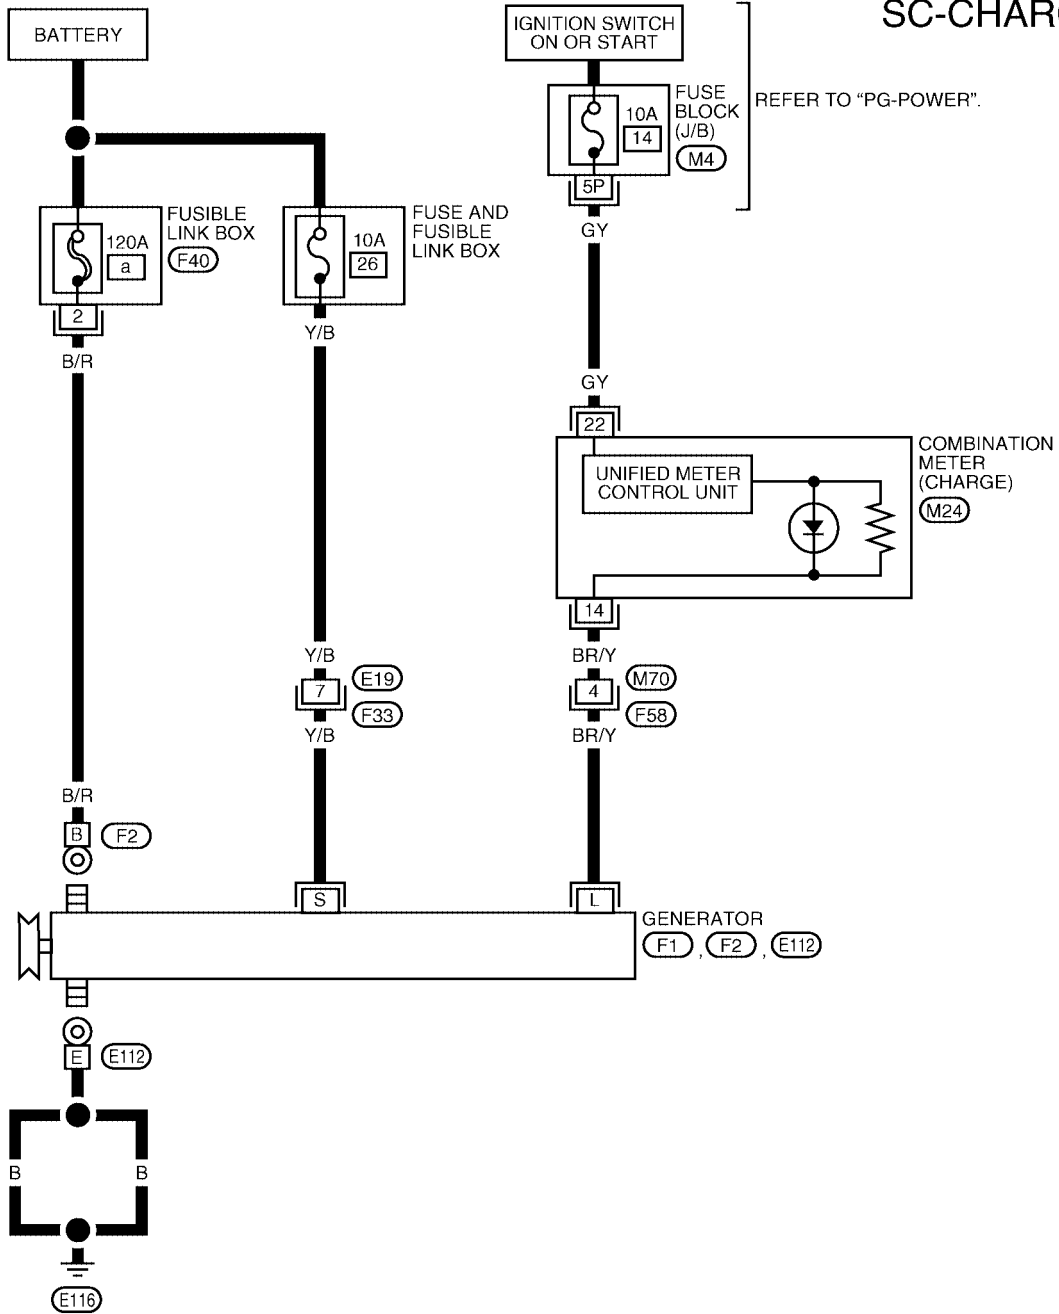 SC-CHARG
BATTERY
IGNITION SWITCH
ON OR START
REFER TO “PG-POWER”.
FUSE
BLOCK
(J/B)
M4
10A
14
5P
GY
FUSIBLE
LINK BOX
F40
120A
a
2
B/R
FUSE AND
FUSIBLE
LINK BOX
10A
26
Y/B
GY
22
COMBINATION
METER
(CHARGE)
M24
UNIFIED METER
CONTROL UNIT
14
Y/B
E19
7
F33
Y/B
BR/Y
M70
4
F58
BR/Y
B/R
B
F2
S
L
GENERATOR
F1 , F2 , E112
E
E112
B
B
E116